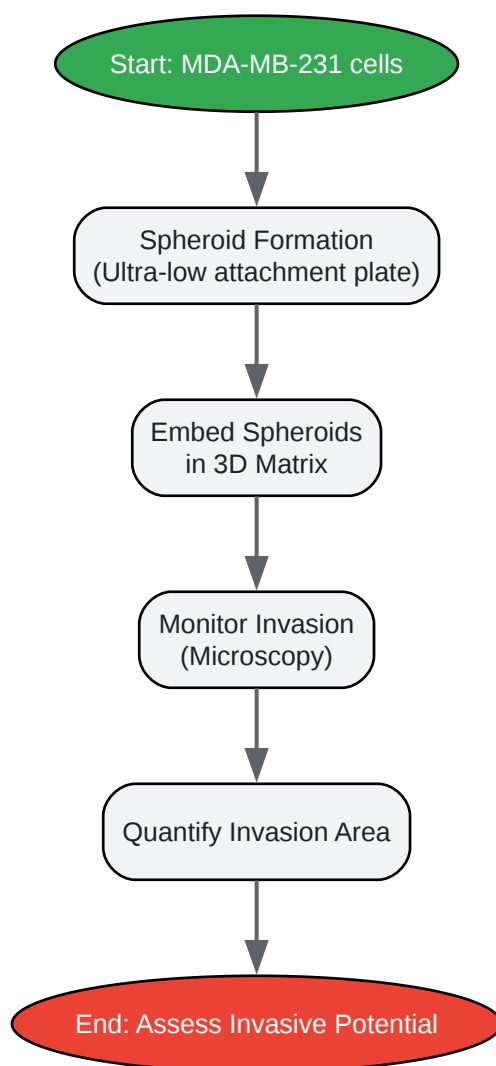 Start: MDA-MB-231 cells
Spheroid Formation
(Ultra-low attachment plate)
Embed Spheroids
in 3D Matrix
Monitor Invasion
(Microscopy)
Quantify Invasion Area
End: Assess Invasive Potential